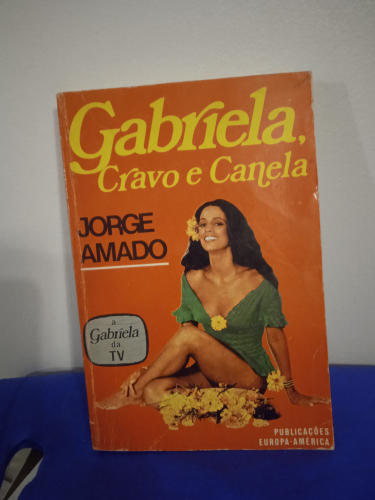 Gabriela,
Cravo e Canela
JORGE
AMADO
a
Gabriela
da
TV
PUBLICAÇÕES
EUROPA-AMÉRICA